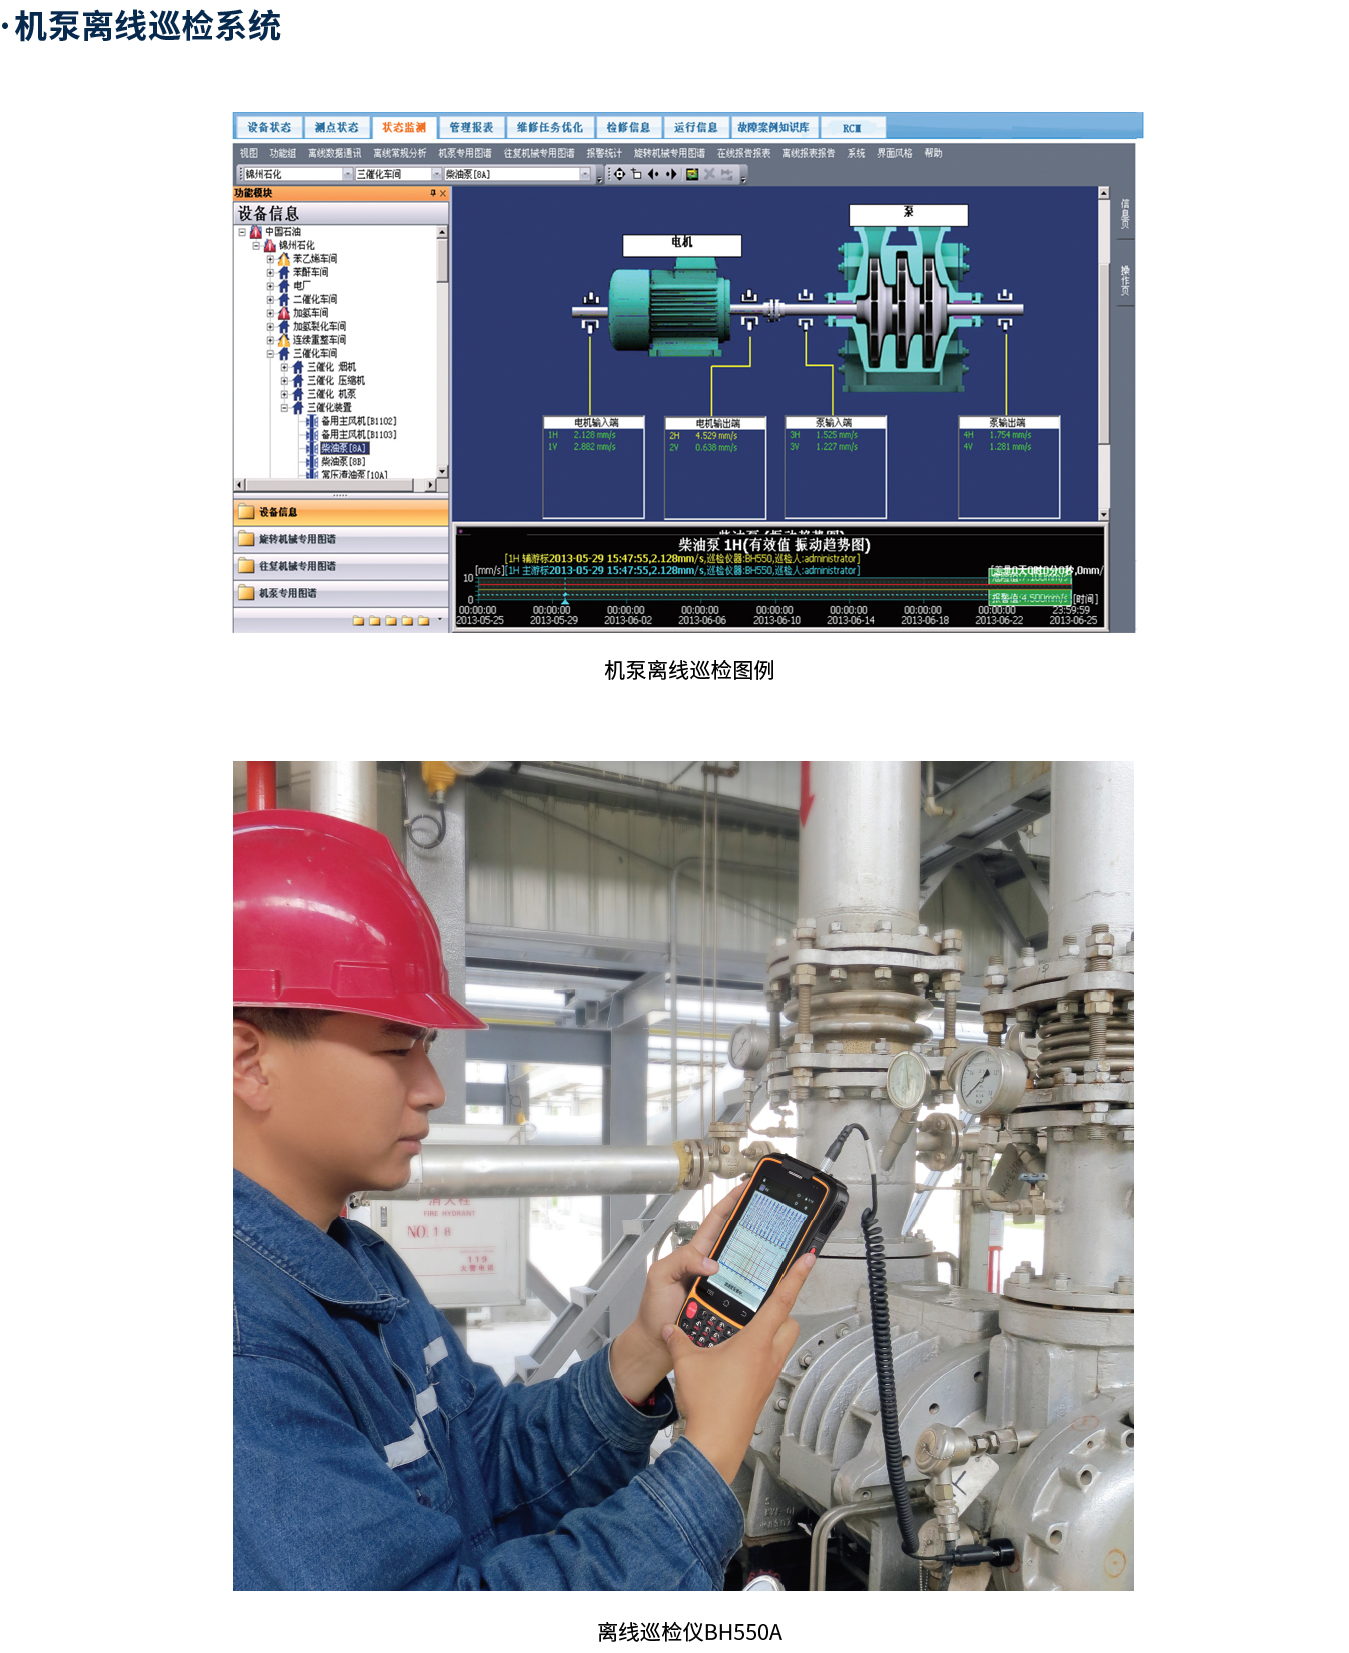 ·机泵离线巡检系统
设备状态 测点状态 状态监测 管理报表 维修任务优化 检修信息 运行信息 故障案例知识库 RCM
视图 功能组 离线数据通讯 离线常规分析 机泵专用图谱 往复机械专用图谱 报警统计 旋转机械专用图谱 在线报告报表 离线报表报告 系统 界面风格 帮助
锦州石化 三催化车间 柴油泵[8A]
功能模块
设备信息
中国石油
锦州石化
苯乙烯车间
苯酐车间
电厂
二催化车间
加氢车间
加氢裂化车间
连续重整车间
三催化车间
三催化 烟机
三催化 压缩机
三催化 机泵
三催化装置
备用主风机[B1102]
备用主风机[B1103]
柴油泵[8A]
柴油泵[8B]
常压渣油泵[10A]
设备信息
旋转机械专用图谱
往复机械专用图谱
机泵专用图谱
电机
泵
信息页
操作页
电机输入端
1H 2.128 mm/s
1V 2.882 mm/s
电机输出端
2H 4.529 mm/s
2V 0.638 mm/s
泵输入端
3H 1.525 mm/s
3V 1.227 mm/s
泵输出端
4H 1.754 mm/s
4V 1.281 mm/s
柴油泵 1H(有效值 振动趋势图)
[1H 辅游标2013-05-29 15:47:55,2.128mm/s,巡检仪器:BH550,巡检人:administrator]
[mm/s][1H 主游标2013-05-29 15:47:55,2.128mm/s,巡检仪器:BH550,巡检人:administrator]
10
0
报警值:4.500mm/s [时间]
00:00:00 00:00:00 00:00:00 00:00:00 00:00:00 00:00:00 00:00:00 00:00:00 23:59:59
2013-05-25 2013-05-29 2013-06-02 2013-06-06 2013-06-10 2013-06-14 2013-06-18 2013-06-22 2013-06-25
机泵离线巡检图例
消火栓
FIRE HYDRANT
NO.18
119
火警电话
离线巡检仪BH550A